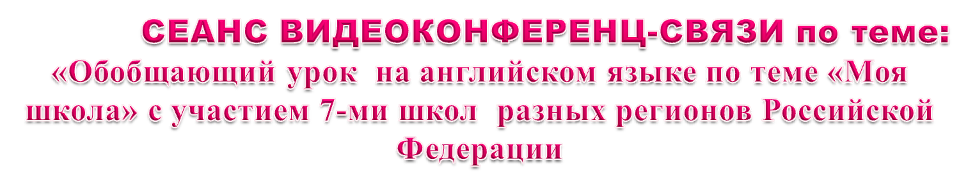 СЕАНС ВИДЕОКОНФЕРЕНЦ-СВЯЗИ по теме:
«Обобщающий урок на английском языке по теме «Моя
школа» с участием 7-ми школ разных регионов Российской
Федерации